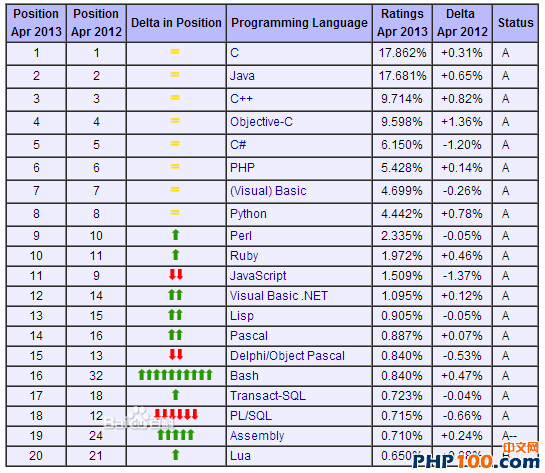 Position Apr 2013 Position Apr 2012 Delta in Position Programming Language Ratings Apr 2013 Delta Apr 2012 Status
1 1 = C 17.862% +0.31% A
2 2 = Java 17.681% +0.65% A
3 3 = C++ 9.714% +0.82% A
4 4 = Objective-C 9.598% +1.36% A
5 5 = C# 6.150% -1.20% A
6 6 = PHP 5.428% +0.14% A
7 7 = (Visual) Basic 4.699% -0.26% A
8 8 = Python 4.442% +0.78% A
9 10 Perl 2.335% -0.05% A
10 11 Ruby 1.972% +0.46% A
11 9 JavaScript 1.509% -1.37% A
12 14 Visual Basic .NET 1.095% +0.12% A
13 15 Lisp 0.905% -0.05% A
14 16 Pascal 0.887% +0.07% A
15 13 Delphi/Object Pascal 0.840% -0.53% A
16 32 Bash 0.840% +0.47% A
17 18 Transact-SQL 0.723% -0.04% A
18 12 PL/SQL 0.715% -0.66% A
19 24 Assembly 0.710% +0.24% A--
20 21 Lua 0.650%
中文网
PHP100.com